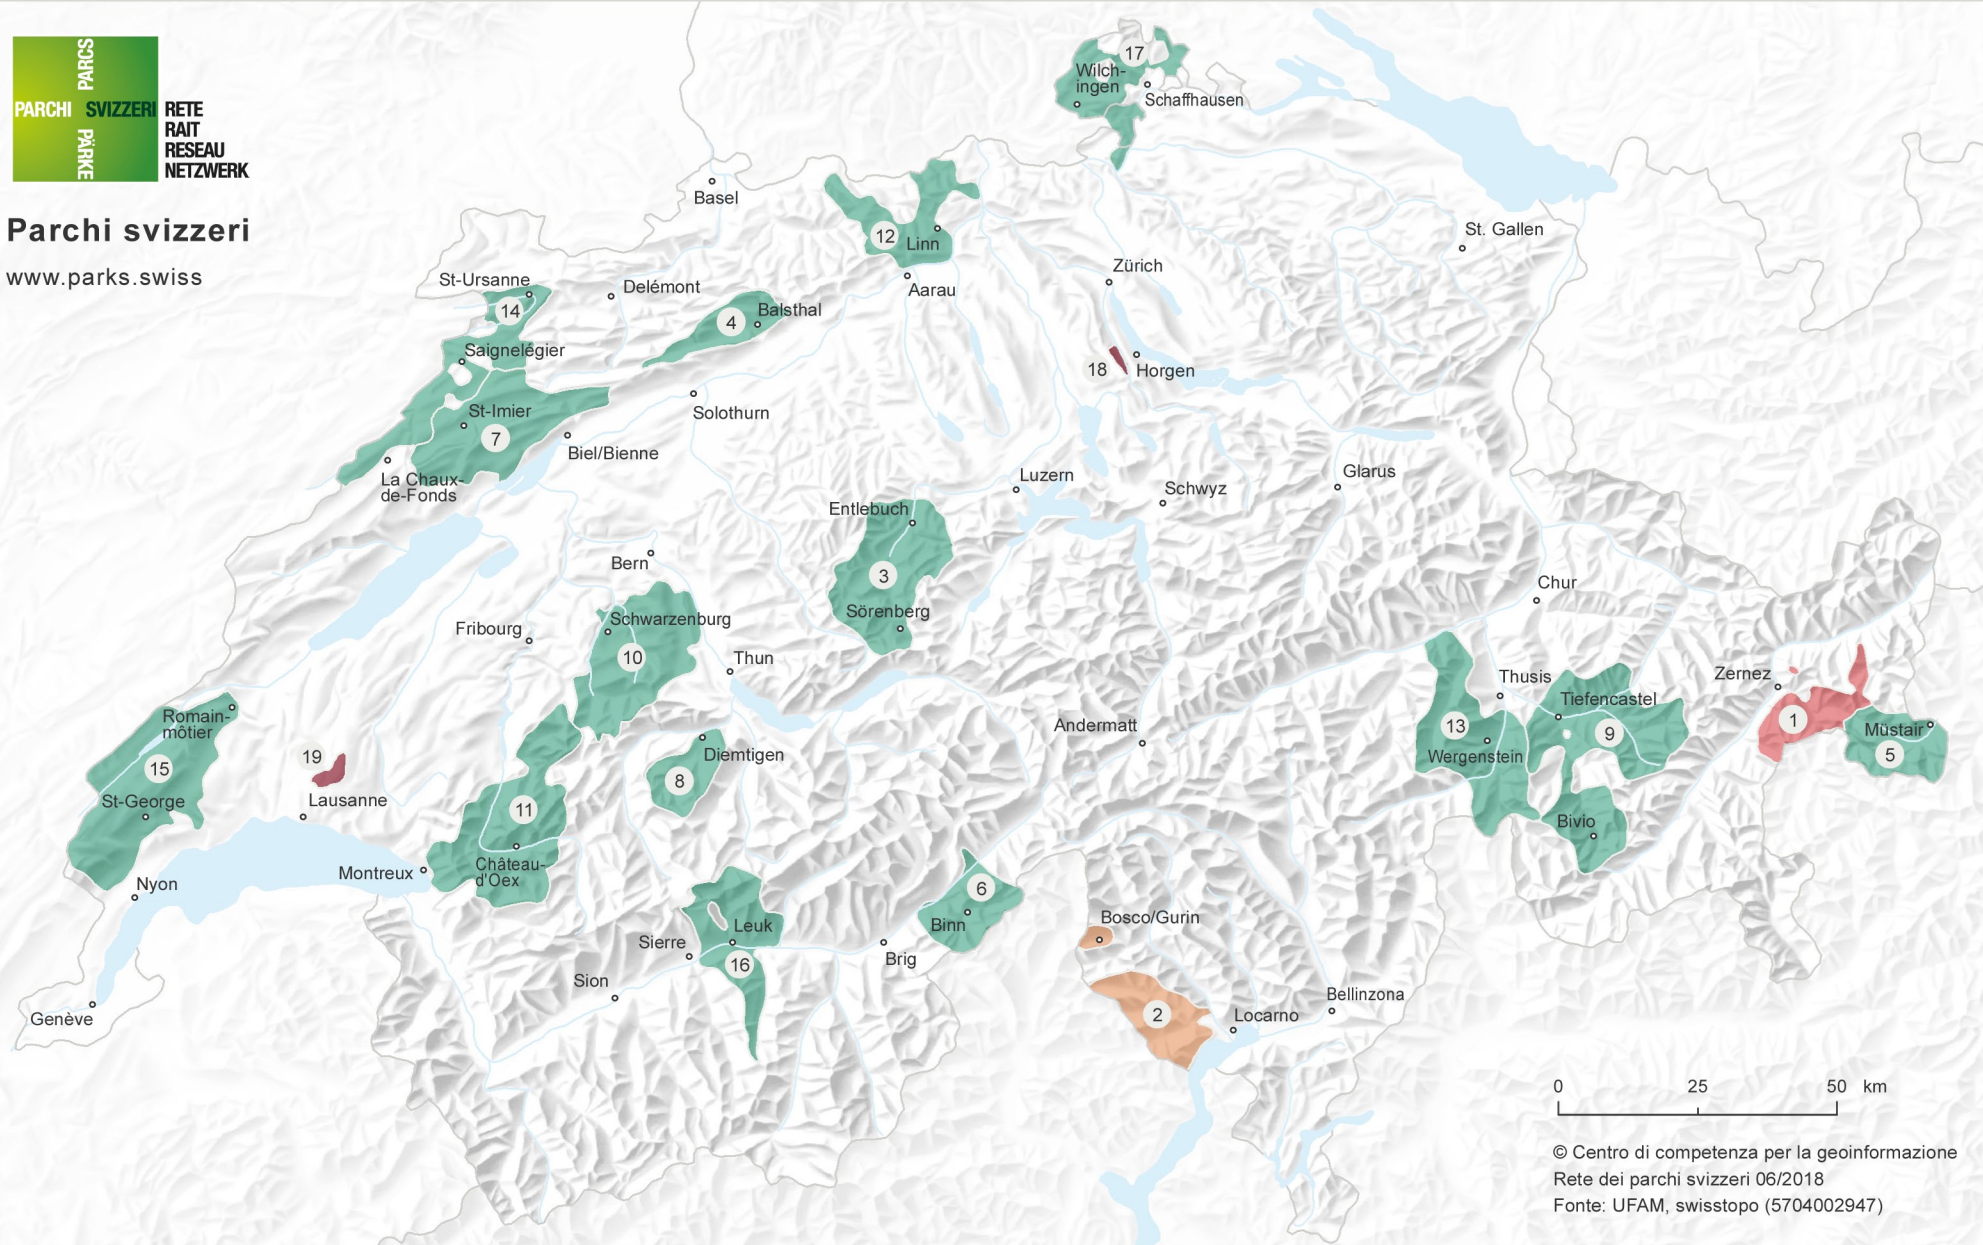 PARCS
PARCHI SVIZZERI
PÄRKE
RETE
RAIT
RESEAU
NETZWERK
Parchi svizzeri
www.parks.swiss
17
Wilch-
ingen
Schaffhausen
Basel
12
Linn
St. Gallen
Zürich
St-Ursanne
Delémont
Aarau
14
4
Balsthal
Saignelégier
18
Horgen
St-Imier
Solothurn
7
Biel/Bienne
La Chaux-
de-Fonds
Luzern
Schwyz
Glarus
Entlebuch
Bern
3
Chur
Sörenberg
Schwarzenburg
Fribourg
10
Thun
Thusis
Zernez
Tiefencastel
Romain-
môtier
Andermatt
13
9
1
Müstair
5
Wergenstein
19
15
Diemtigen
8
Lausanne
St-George
11
Bivio
Château-
d'Oex
Montreux
Nyon
6
Binn
Leuk
Bosco/Gurin
Sierre
16
Brig
Sion
Bellinzona
2
Locarno
Genève
0 25 50 km
© Centro di competenza per la geoinformazione
Rete dei parchi svizzeri 06/2018
Fonte: UFAM, swisstopo (5704002947)